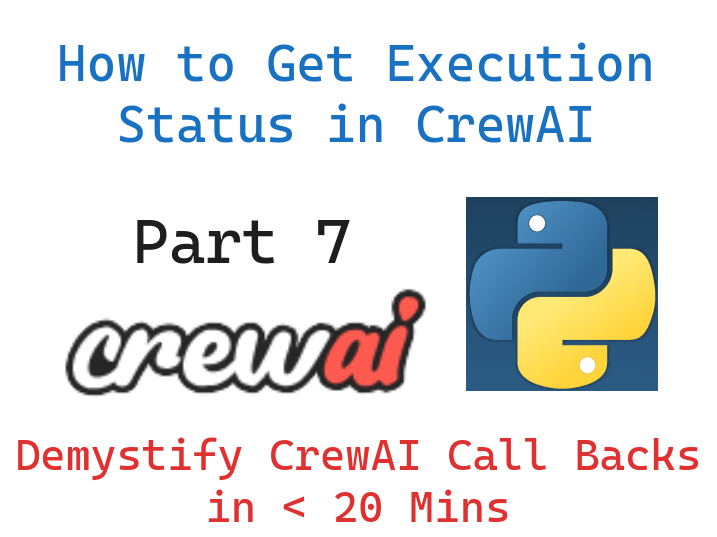 How to Get Execution
Status in CrewAI
Part 7
crewai
Demystify CrewAI Call Backs
in < 20 Mins